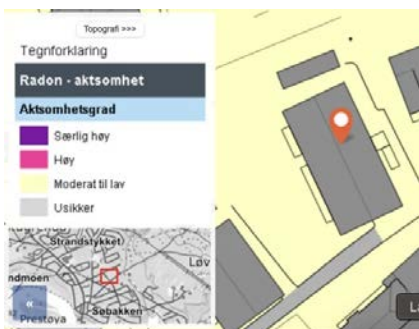 Topografi >>>
Tegnforklaring
Radon - aktsomhet
Aktsomhetsgrad
Særlig høy
Høy
Moderat til lav
Usikker
Strandstykket
Løv
ndmoen
«
Prestøya
Søbakken